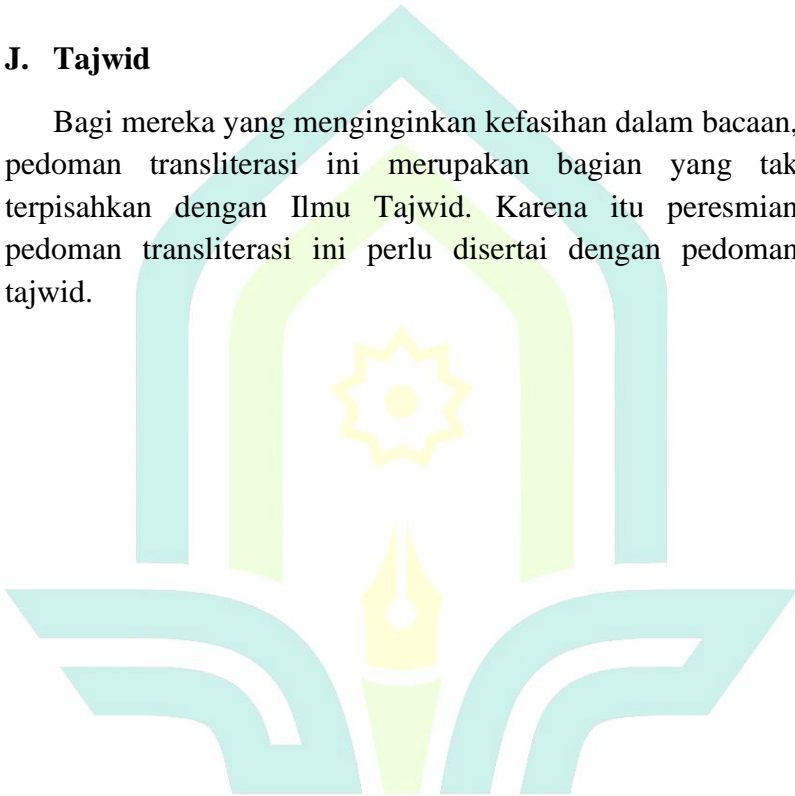 J. Tajwid
Bagi mereka yang menginginkan kefasihan dalam bacaan,
pedoman transliterasi ini merupakan bagian yang tak
terpisahkan dengan Ilmu Tajwid. Karena itu peresmian
pedoman transliterasi ini perlu disertai dengan pedoman
tajwid.